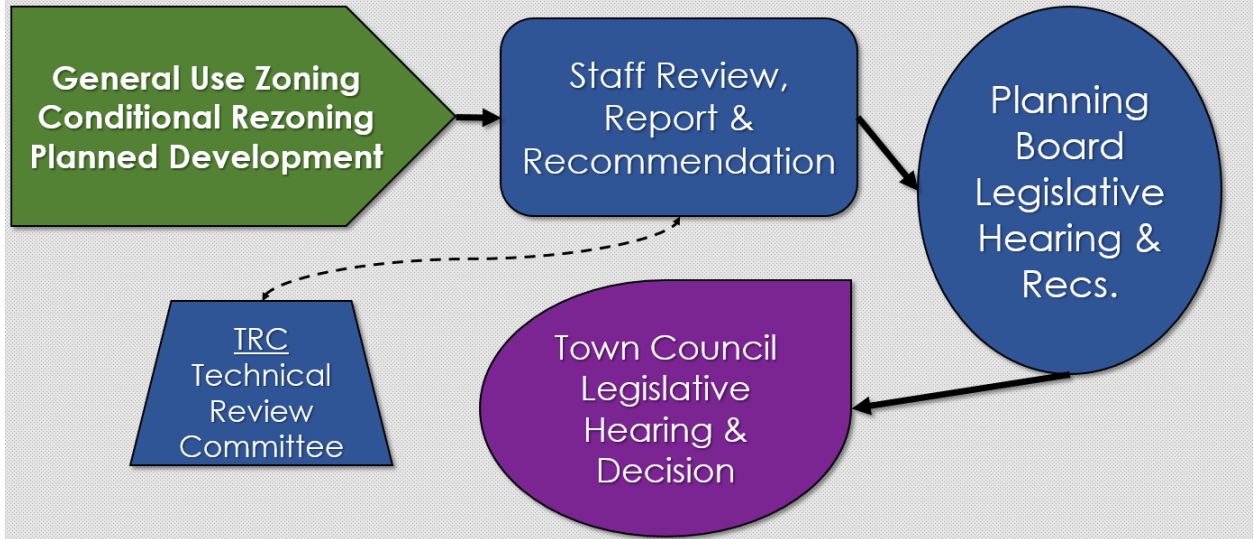 General Use Zoning
Conditional Rezoning
Planned Development
Staff Review,
Report &
Recommendation
Planning
Board
Legislative
Hearing &
Recs.
TRC
Technical
Review
Committee
Town Council
Legislative
Hearing &
Decision